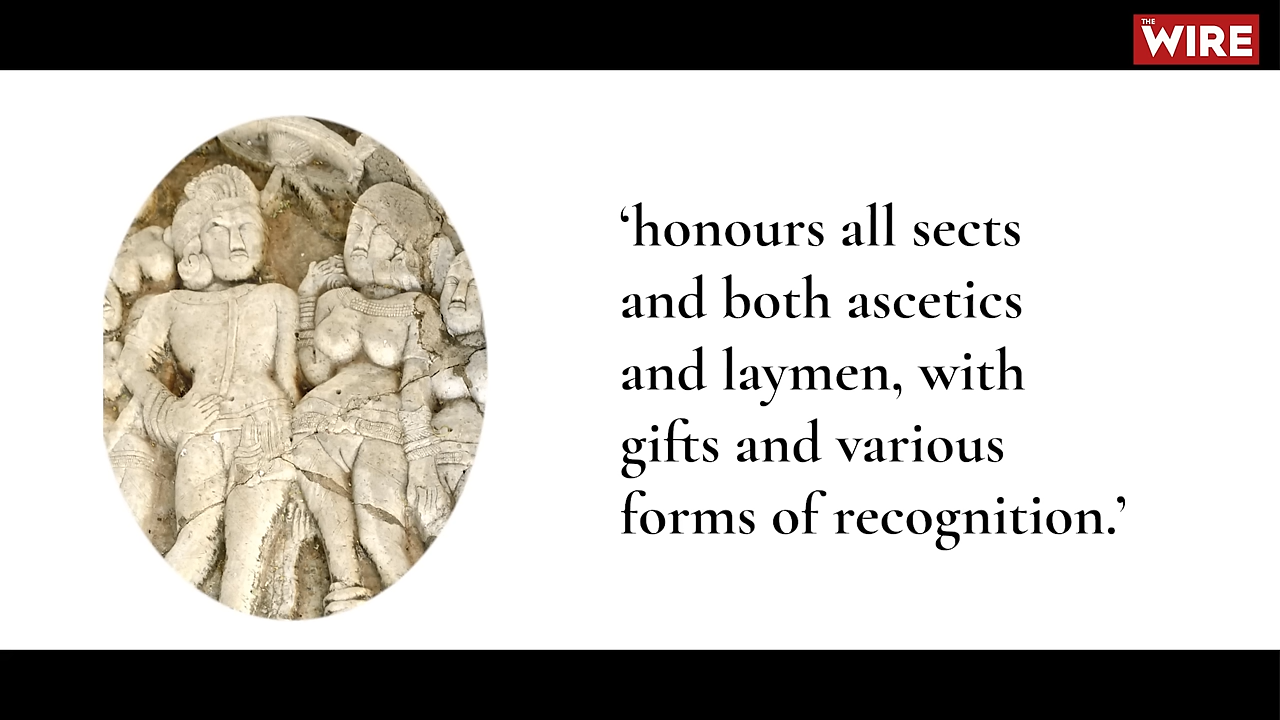 THE
WIRE
‘honours all sects
and both ascetics
and laymen, with
gifts and various
forms of recognition.’